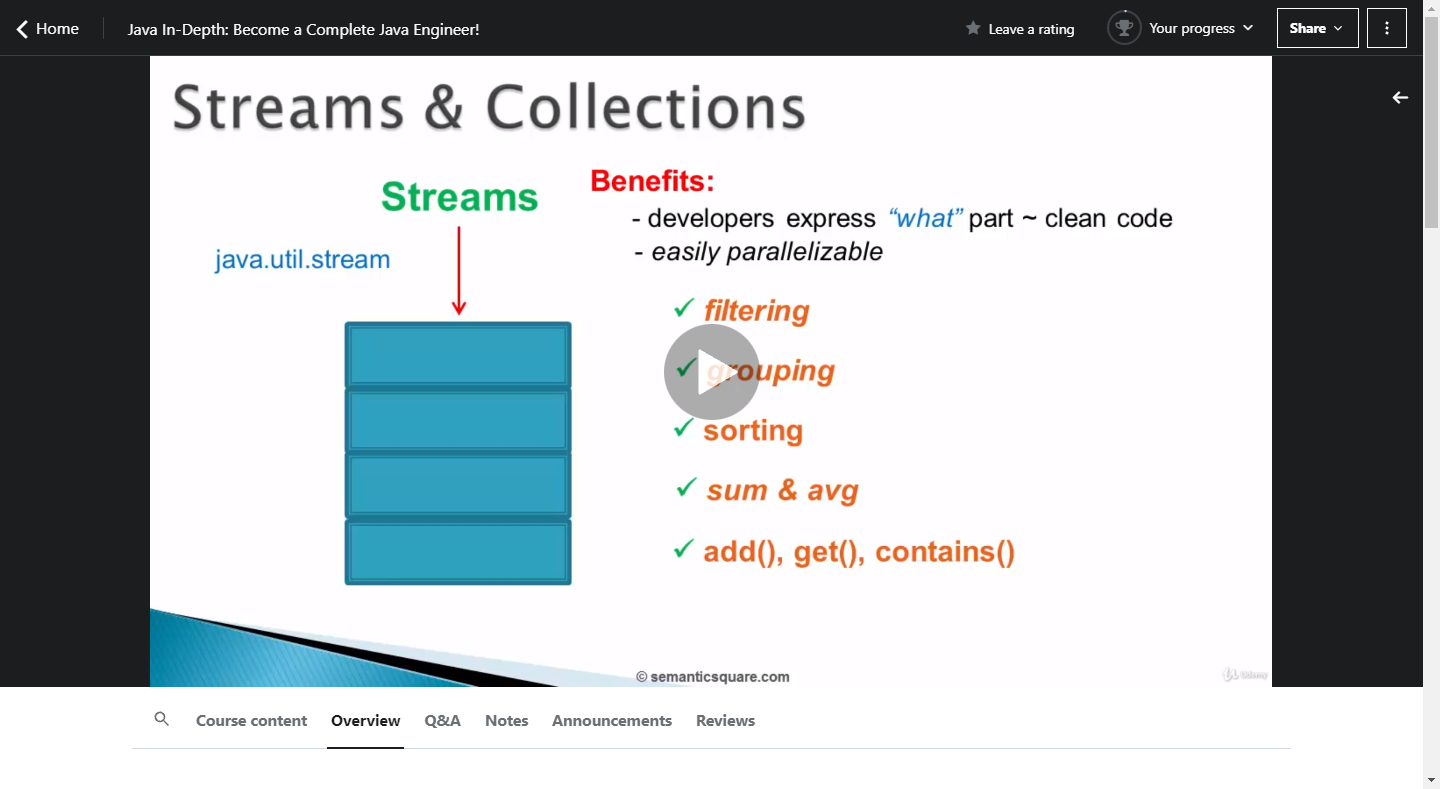 Home
Java In-Depth: Become a Complete Java Engineer!
Leave a rating
Your progress
Share
Streams & Collections
Streams
java.util.stream
Benefits:
- developers express “what” part ~ clean code
- easily parallelizable
✓ filtering
✓ grouping
✓ sorting
✓ sum & avg
✓ add(), get(), contains()
© semanticsquare.com
Udemy
Course content
Overview
Q&A
Notes
Announcements
Reviews